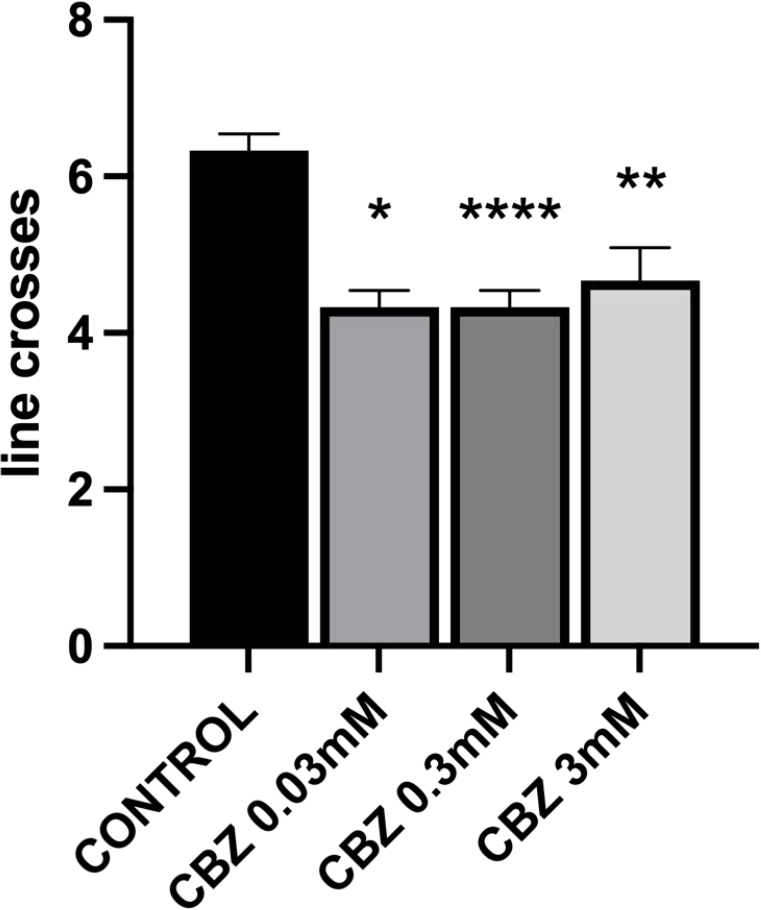 8
6
4
2
0
line crosses
*
****
**
CONTROL
CBZ 0.03mM
CBZ 0.3mM
CBZ 3mM